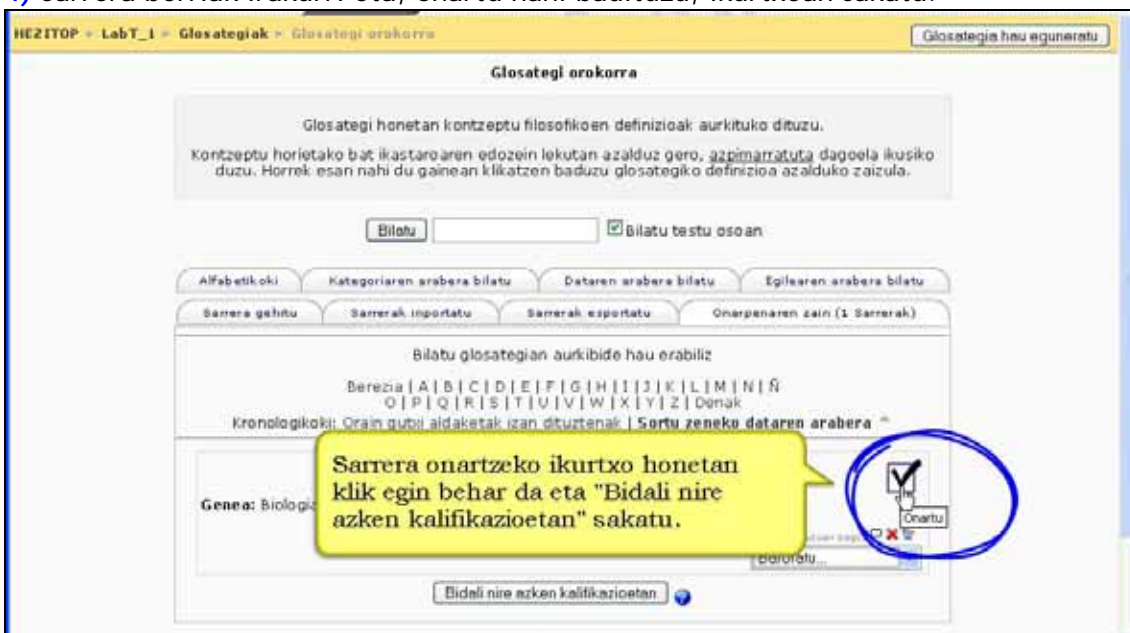 HEZITOP ► LabT_1 ► Glosategiak ► Glosategi orokorra
Glosategia hau eguneratu
Glosategi orokorra
Glosategi honetan kontzeptu filosofikoen definizioak aurkituko dituzu.
Kontzeptu horietako bat ikastaroaren edozein lekutan azalduz gero, azpimarratuta dagoela ikusiko
duzu. Horrek esan nahi du gainean klikatzen baduzu glosategiko definizioa azalduko zaizula.
Bilatu
Bilatu testu osoan
Alfabetikoki
Kategoriaren arabera bilatu
Dataren arabera bilatu
Egilearen arabera bilatu
Sarrera gehitu
Sarrerak inportatu
Sarrerak esportatu
Onarpenaren zain (1 Sarrerak)
Bilatu glosategian aurkibide hau erabiliz
Berezia | A | B | C | D | E | F | G | H | I | J | K | L | M | N | Ñ
O | P | Q | R | S | T | U | V | W | X | Y | Z | Denak
Kronologikoki: Orain gutxi aldaketak izan dituztenak | Sortu zeneko dataren arabera
Sarrera onartzeko ikurtxo honetan
klik egin behar da eta "Bidali nire
azken kalifikazioetan" sakatu.
Genea:
Onartu
Bidali nire azken kalifikazioetan